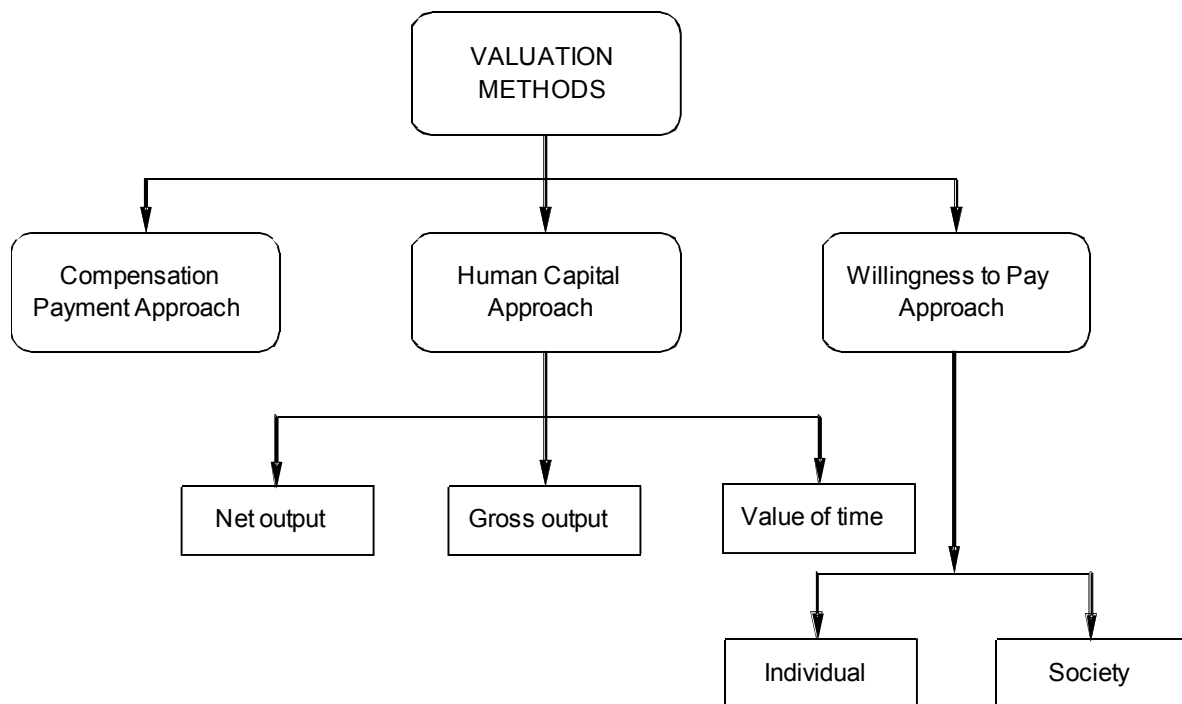 VALUATION
METHODS
Compensation
Payment Approach
Human Capital
Approach
Willingness to Pay
Approach
Net output
Gross output
Value of time
Individual
Society